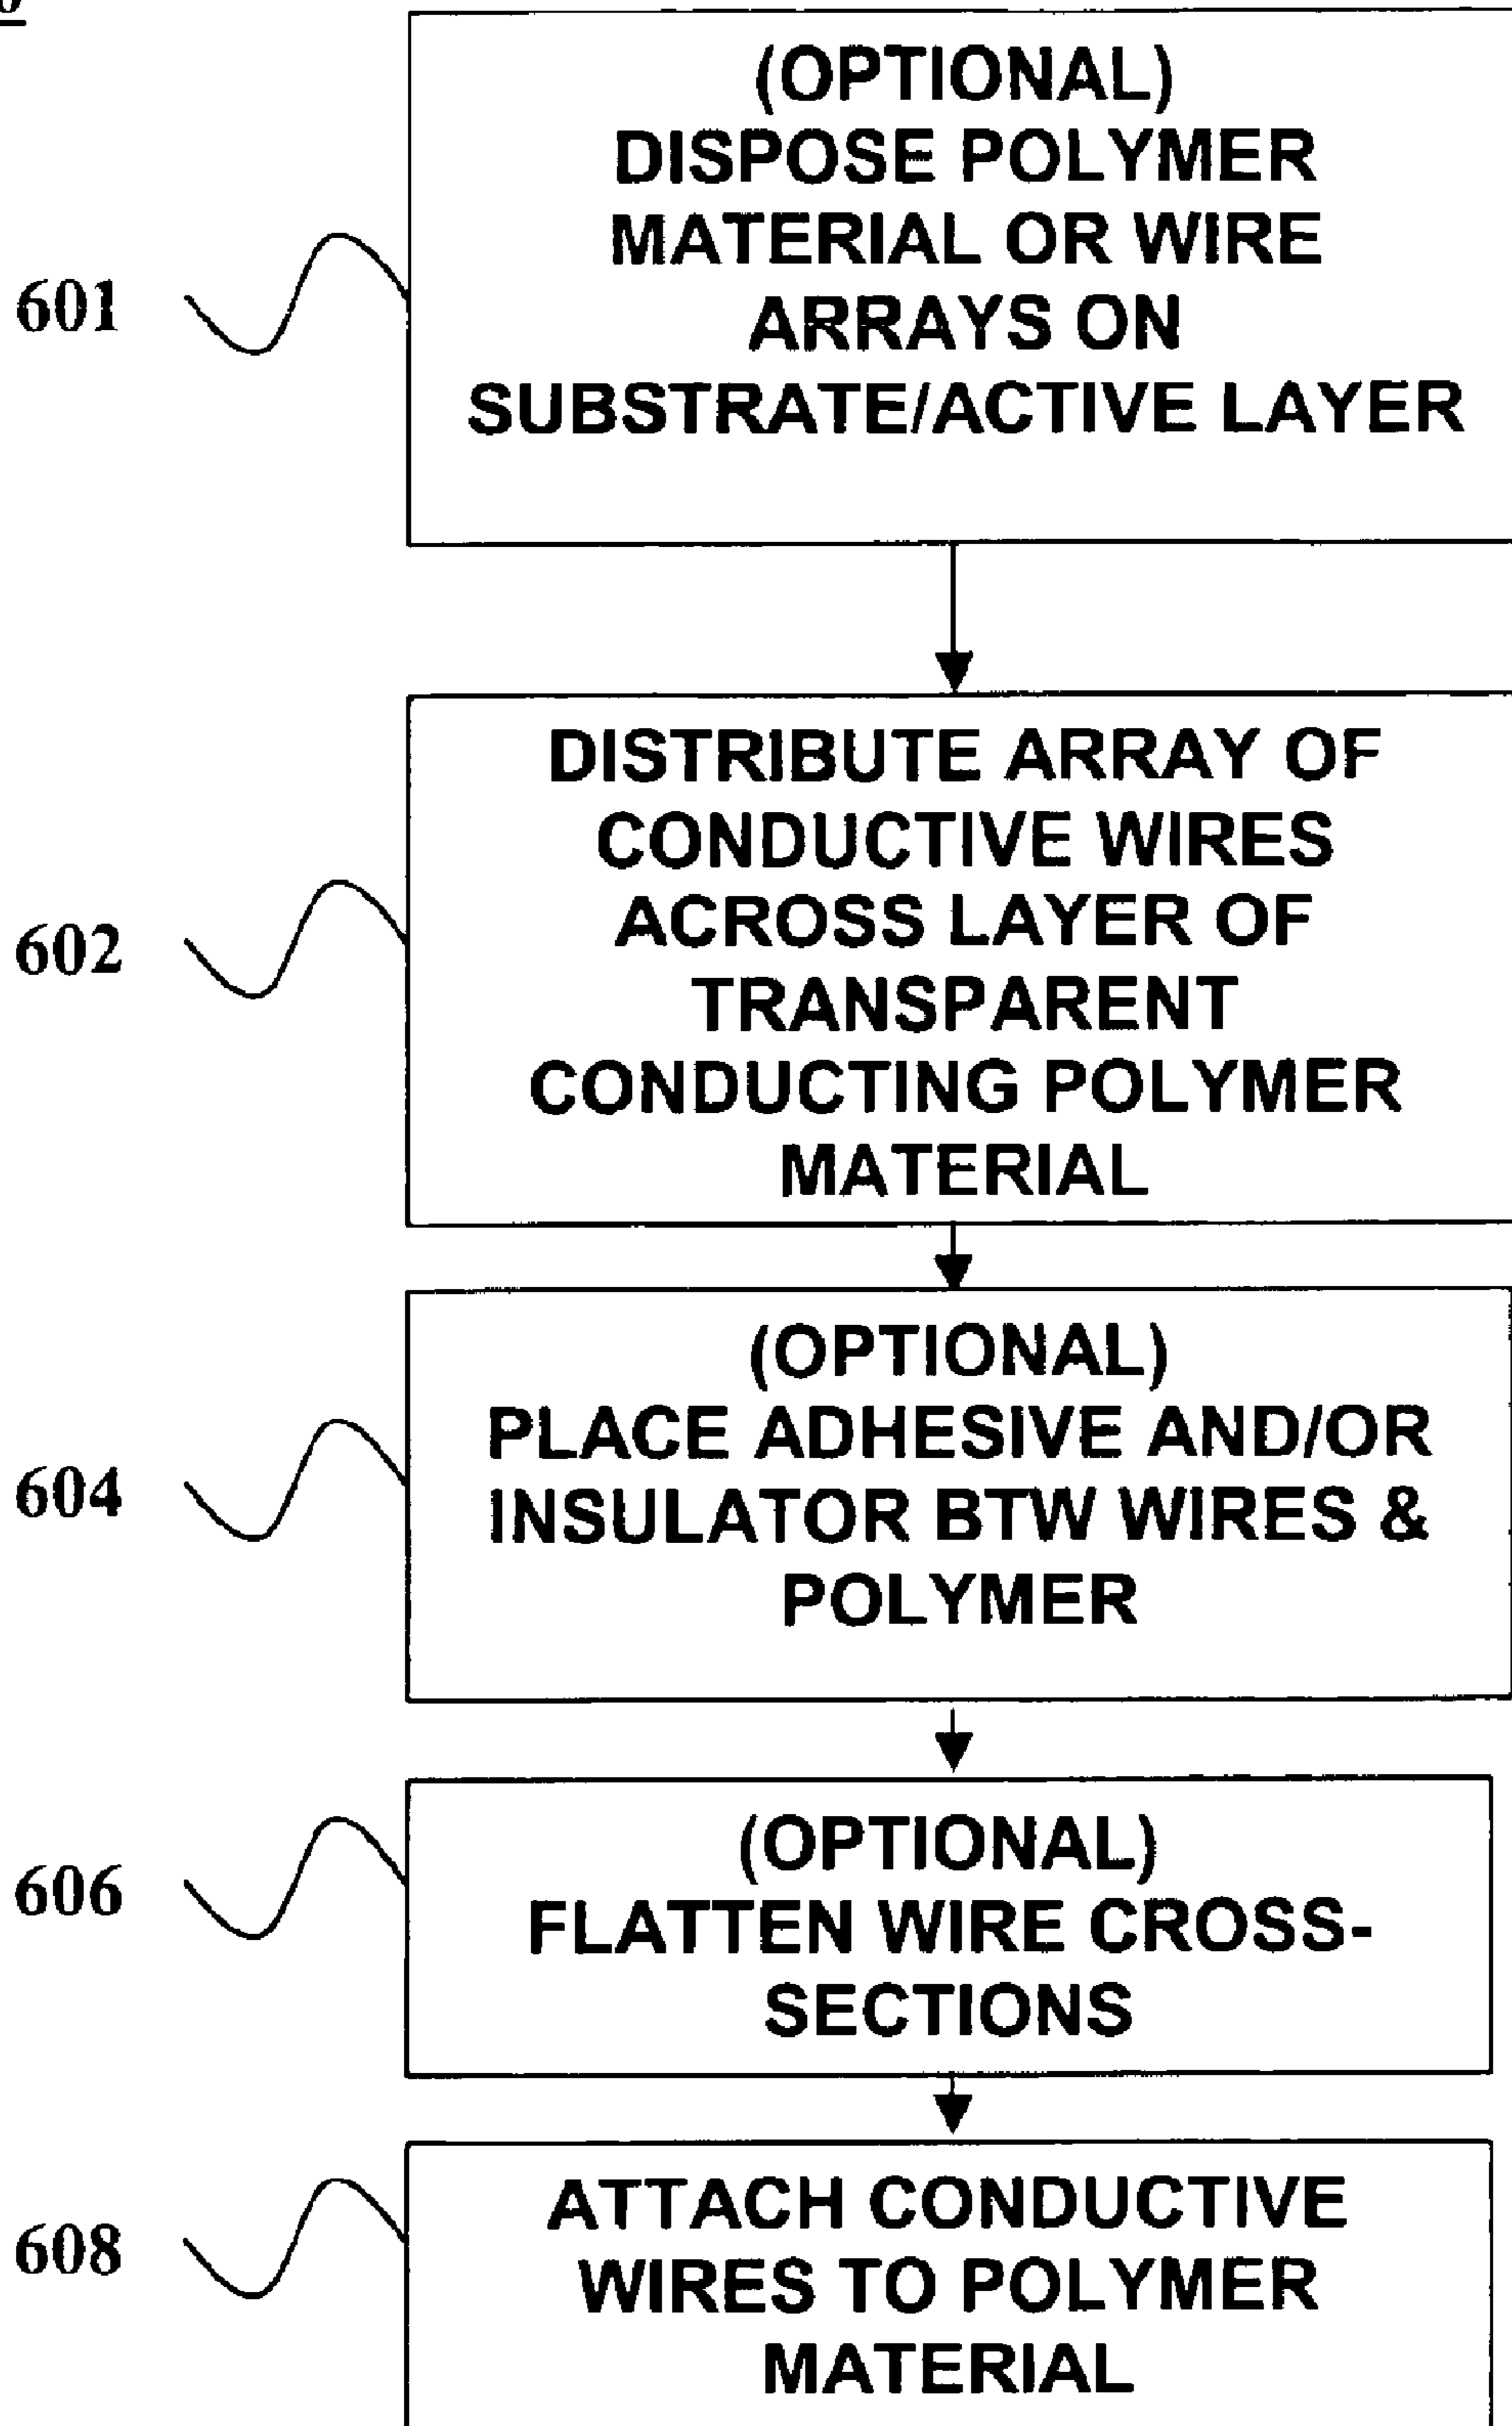 (OPTIONAL)
DISPOSE POLYMER
MATERIAL OR WIRE
ARRAYS ON
SUBSTRATE/ACTIVE LAYER
601
DISTRIBUTE ARRAY OF
CONDUCTIVE WIRES
ACROSS LAYER OF
TRANSPARENT
CONDUCTING POLYMER
MATERIAL
602
(OPTIONAL)
PLACE ADHESIVE AND/OR
INSULATOR BTW WIRES &
POLYMER
604
(OPTIONAL)
FLATTEN WIRE CROSS-
SECTIONS
606
ATTACH CONDUCTIVE
WIRES TO POLYMER
MATERIAL
608